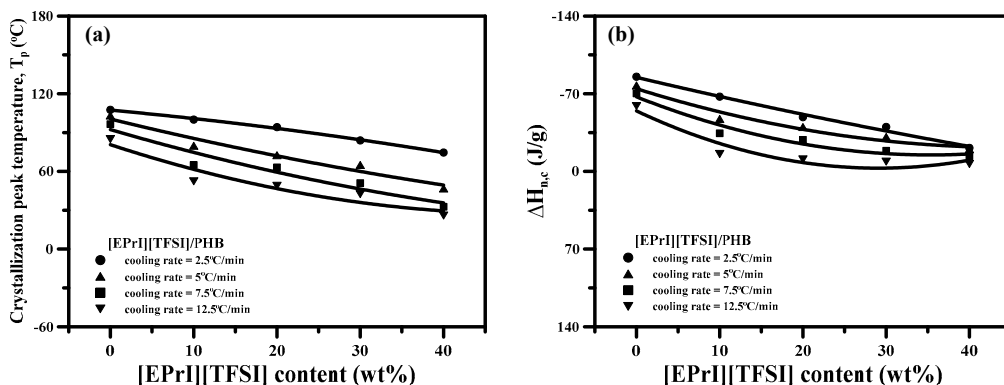 (a)
Crystallization peak temperature, Tp (°C)
180
120
60
0
-60
[EPrI][TFSI]/PHB
cooling rate = 2.5°C/min
cooling rate = 5°C/min
cooling rate = 7.5°C/min
cooling rate = 12.5°C/min
0 10 20 30 40
[EPrI][TFSI] content (wt%)
(b)
ΔHn,c (J/g)
-140
-70
0
70
140
[EPrI][TFSI]/PHB
cooling rate = 2.5°C/min
cooling rate = 5°C/min
cooling rate = 7.5°C/min
cooling rate = 12.5°C/min
0 10 20 30 40
[EPrI][TFSI] content (wt%)